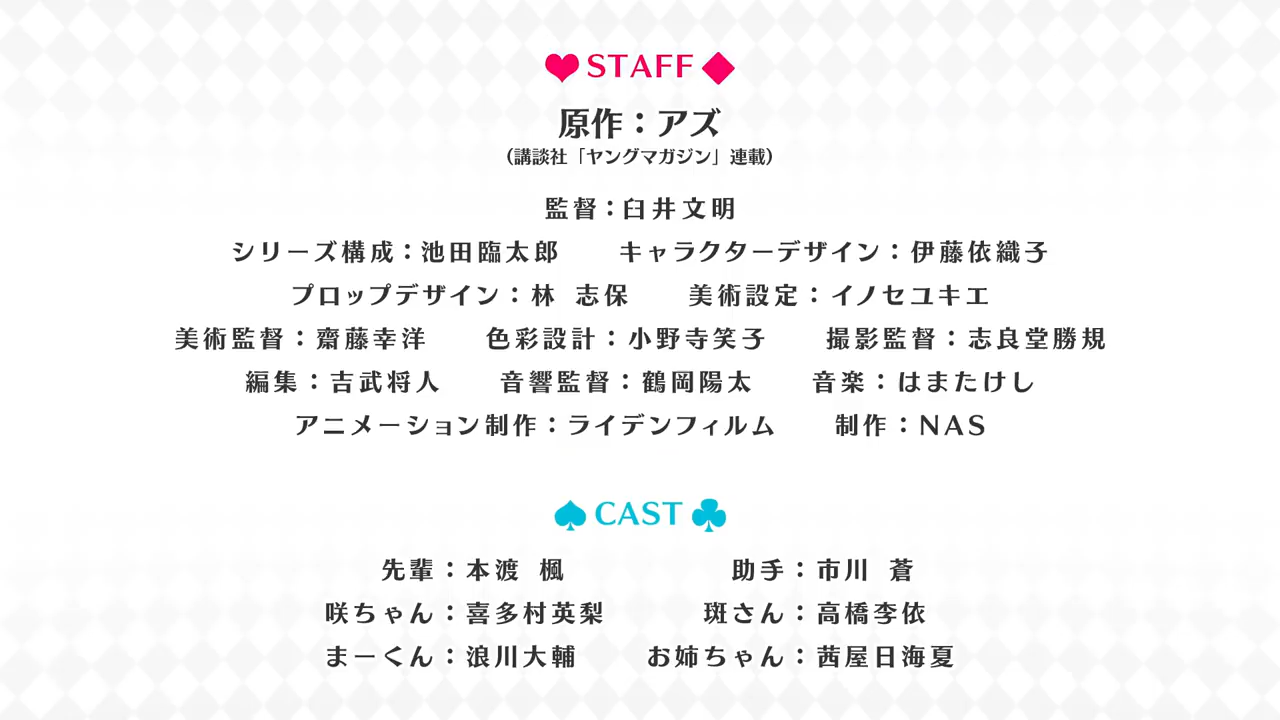 STAFF
原作：アズ
（講談社「ヤングマガジン」連載）
監督：臼井文明
シリーズ構成：池田臨太郎　キャラクターデザイン：伊藤依織子
プロップデザイン：林 志保　美術設定：イノセユキエ
美術監督：齋藤幸洋　色彩設計：小野寺笑子　撮影監督：志良堂勝規
編集：吉武将人　音響監督：鶴岡陽太　音楽：はまたけし
アニメーション制作：ライデンフィルム　制作：NAS
CAST
先輩：本渡 楓　助手：市川 蒼
咲ちゃん：喜多村英梨　斑さん：高橋李依
まーくん：浪川大輔　お姉ちゃん：茜屋日海夏